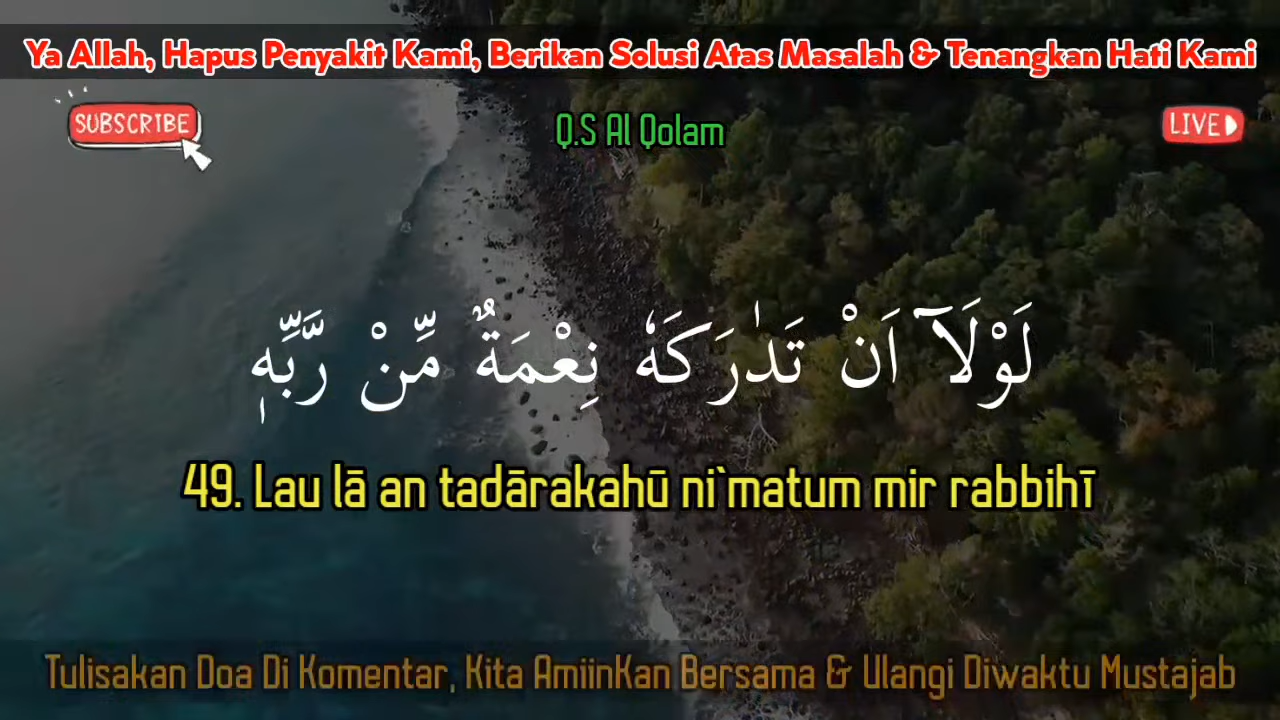 Ya Allah, Hapus Penyakit Kami, Berikan Solusi Atas Masalah & Tenangkan Hati Kami
SUBSCRIBE
LIVE
Q.S Al Qolam
لَوْلَآ اَنْ تَدٰرَكَهٗ نِعْمَةٌ مِّنْ رَّبِّهٖ
49. Lau lā an tadārakahū ni`matum mir rabbihī
Tulisakan Doa Di Komentar, Kita AmiinKan Bersama & Ulangi Diwaktu Mustajab